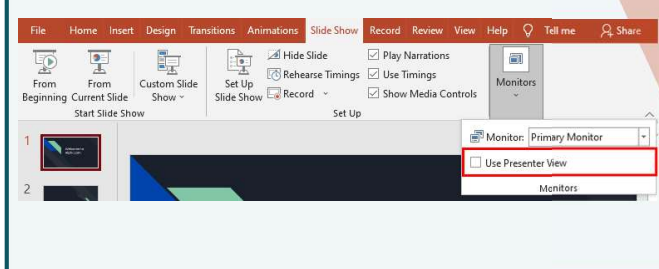 File Home Insert Design Transitions Animations Slide Show Record Review View Help Tell me Share
From Beginning
From Current Slide
Custom Slide Show
Start Slide Show
Set Up Slide Show
Hide Slide
Rehearse Timings
Record
Play Narrations
Use Timings
Show Media Controls
Set Up
Monitors
Monitor: Primary Monitor
Use Presenter View
Monitors
1
2